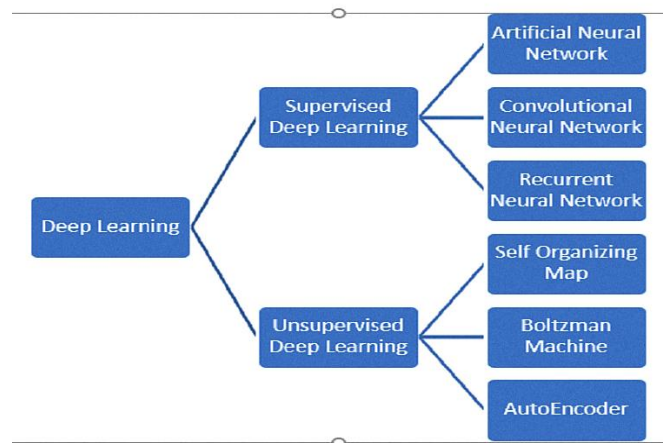 Deep Learning
Supervised
Deep Learning
Artificial Neural
Network
Convolutional
Neural Network
Recurrent
Neural Network
Unsupervised
Deep Learning
Self Organizing
Map
Boltzman
Machine
AutoEncoder